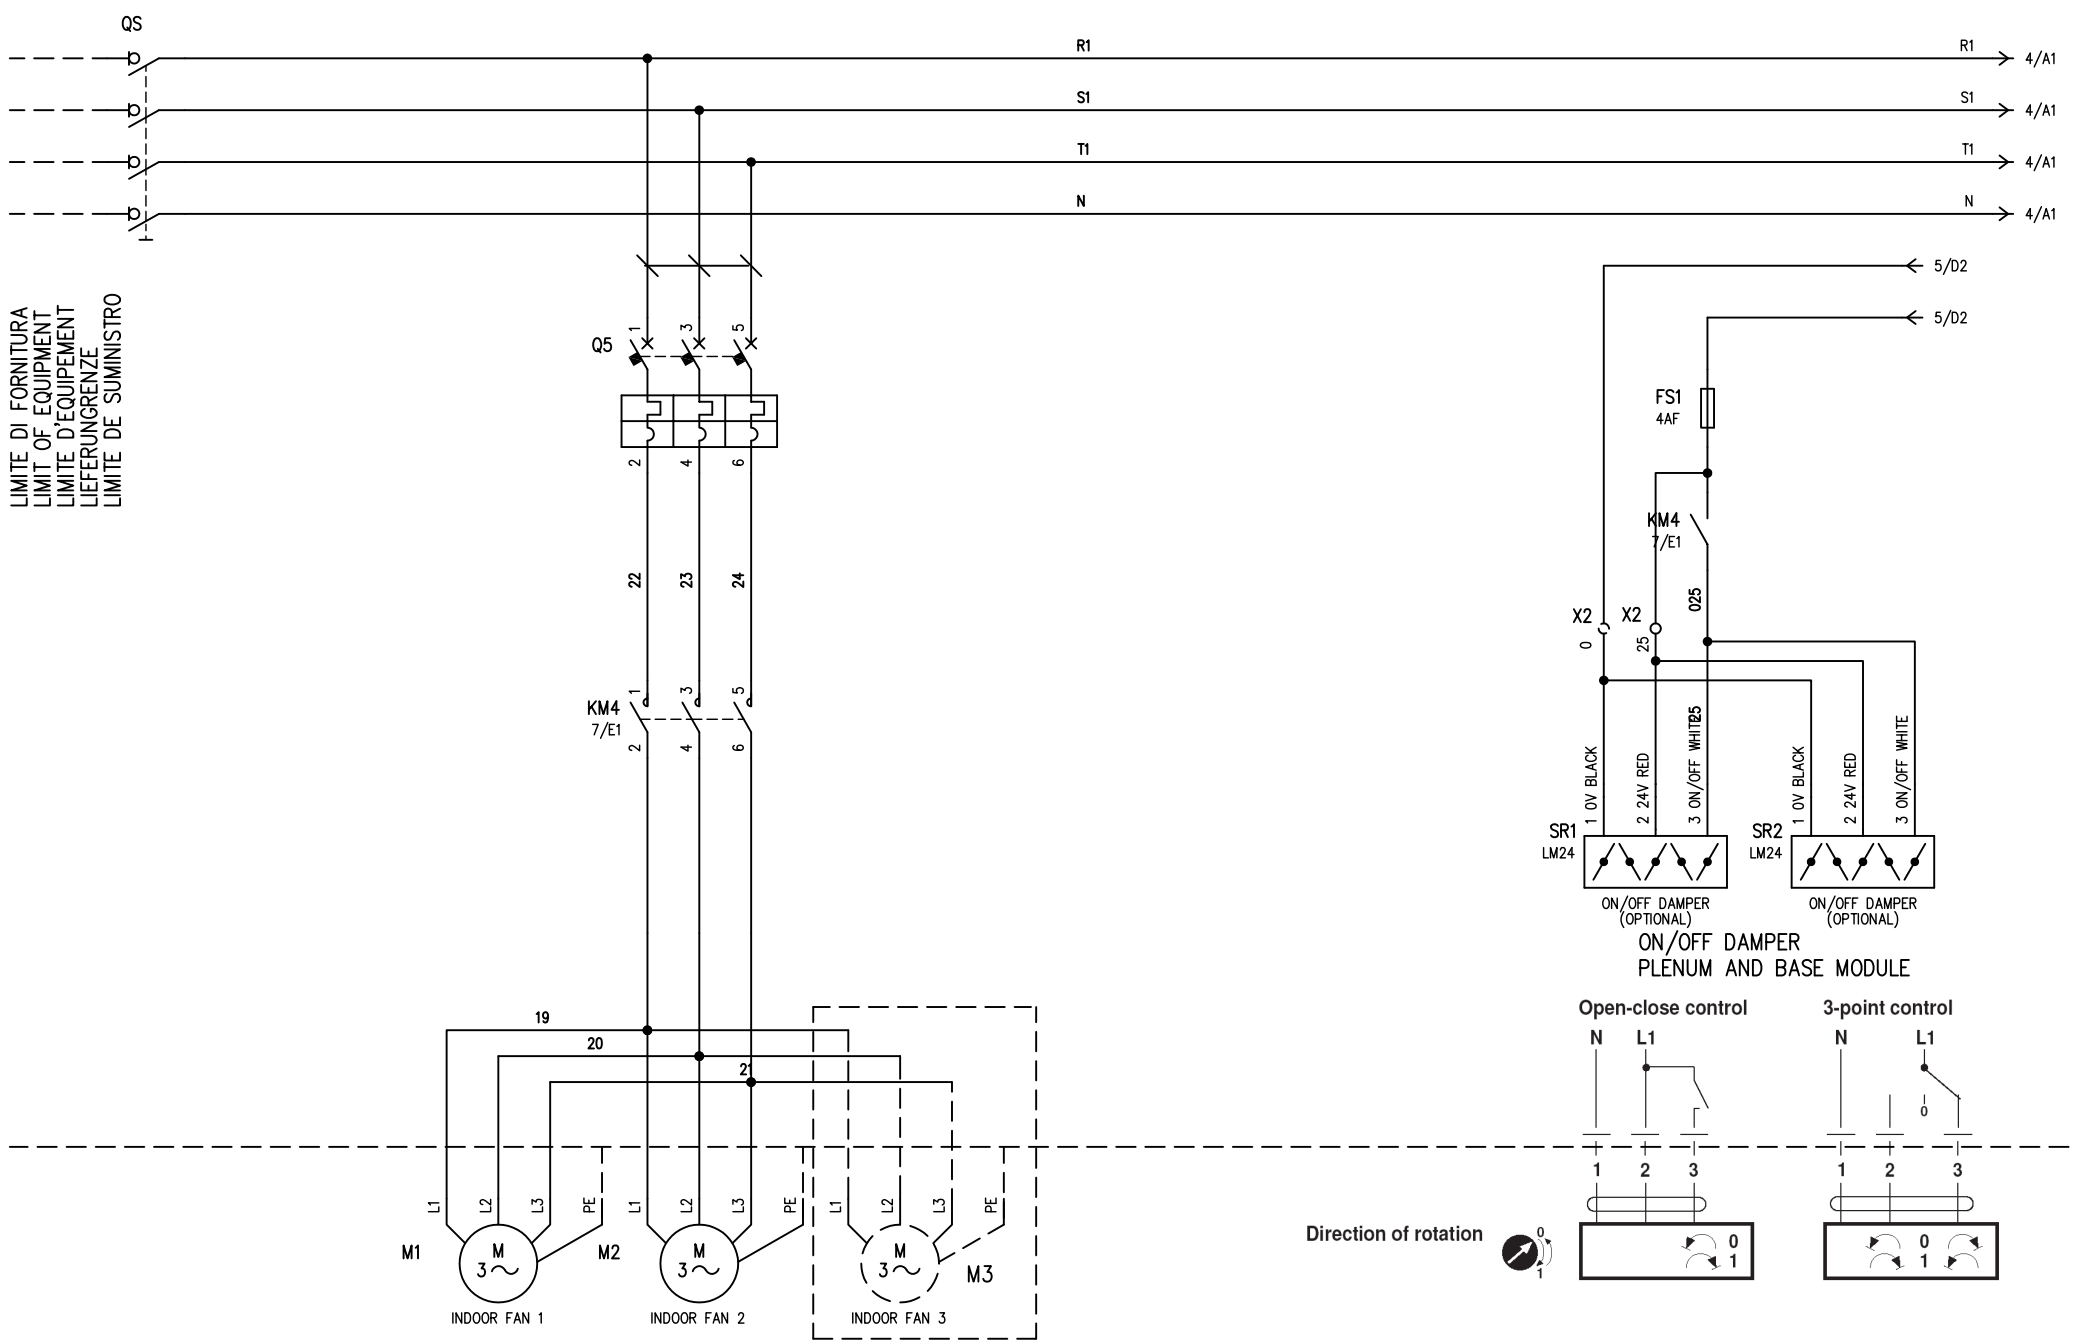 QS
R1
R1
4/A1
S1
S1
4/A1
T1
T1
4/A1
N
N
4/A1
5/D2
5/D2
LIMITE DI FORNITURA
LIMIT OF EQUIPMENT
LIMITE D'EQUIPEMENT
LIEFERUNGRENZE
LIMITE DE SUMINISTRO
Q5
1
3
5
2
4
6
FS1
4AF
22
23
24
KM4
7/E1
025
X2
X2
0
25
KM4
7/E1
1
3
5
2
4
6
25
1 0V BLACK
2 24V RED
3 ON/OFF WHITE
1 0V BLACK
2 24V RED
3 ON/OFF WHITE
SR1
LM24
SR2
LM24
ON/OFF DAMPER
(OPTIONAL)
ON/OFF DAMPER
(OPTIONAL)
ON/OFF DAMPER
PLENUM AND BASE MODULE
19
20
21
Open-close control
N
L1
3-point control
N
L1
0
1
2
3
1
2
3
L1
L2
L3
PE
L1
L2
L3
PE
L1
L2
L3
PE
M1
M
3
M2
M
3
M
3
M3
INDOOR FAN 1
INDOOR FAN 2
INDOOR FAN 3
Direction of rotation
0
1
0
1
0
1